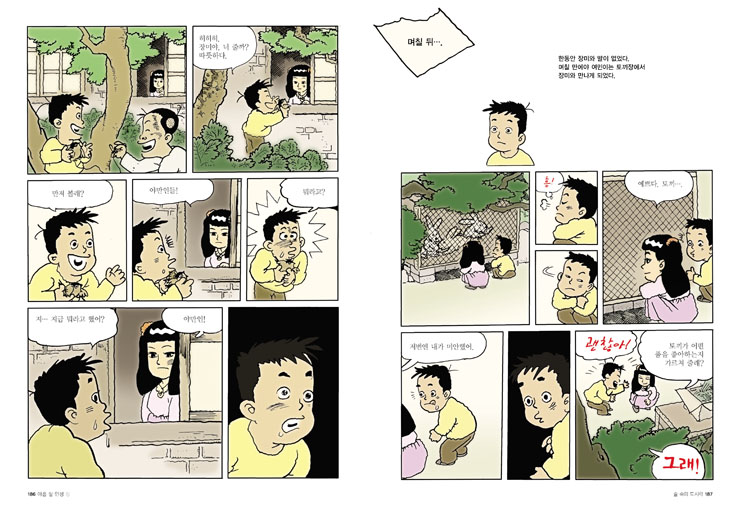 히히히.
장미야, 너 줄까?
따뜻하다.
만져 볼래?
야만인들!
뭐라고?
지… 지금 뭐라고 했어?
야만인!
186
며칠 뒤….
한동안 장미와 말이 없었다.
며칠 만에야 여민이는 토끼장에서
장미와 만나게 되었다.
흥!
예쁘다, 토끼….
저번엔 내가 미안했어.
괜찮아!
토끼가 어떤
풀을 좋아하는지
가르쳐 줄래?
그래!
187